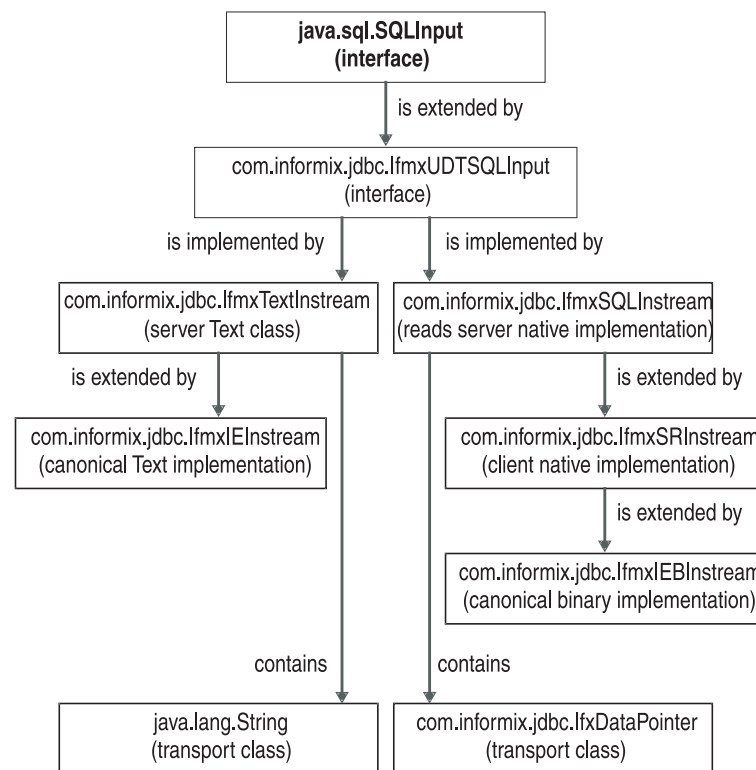 java.sql.SQLInput
(interface)
is extended by
com.informix.jdbc.IfmxUDTSQLInput
(interface)
is implemented by
is implemented by
com.informix.jdbc.IfmxTextInstream
(server Text class)
com.informix.jdbc.IfmxSQLInstream
(reads server native implementation)
is extended by
is extended by
com.informix.jdbc.IfmxIEInstream
(canonical Text implementation)
com.informix.jdbc.IfmxSRInstream
(client native implementation)
is extended by
com.informix.jdbc.IfmxIEBInstream
(canonical binary implementation)
contains
contains
java.lang.String
(transport class)
com.informix.jdbc.IfxDataPointer
(transport class)